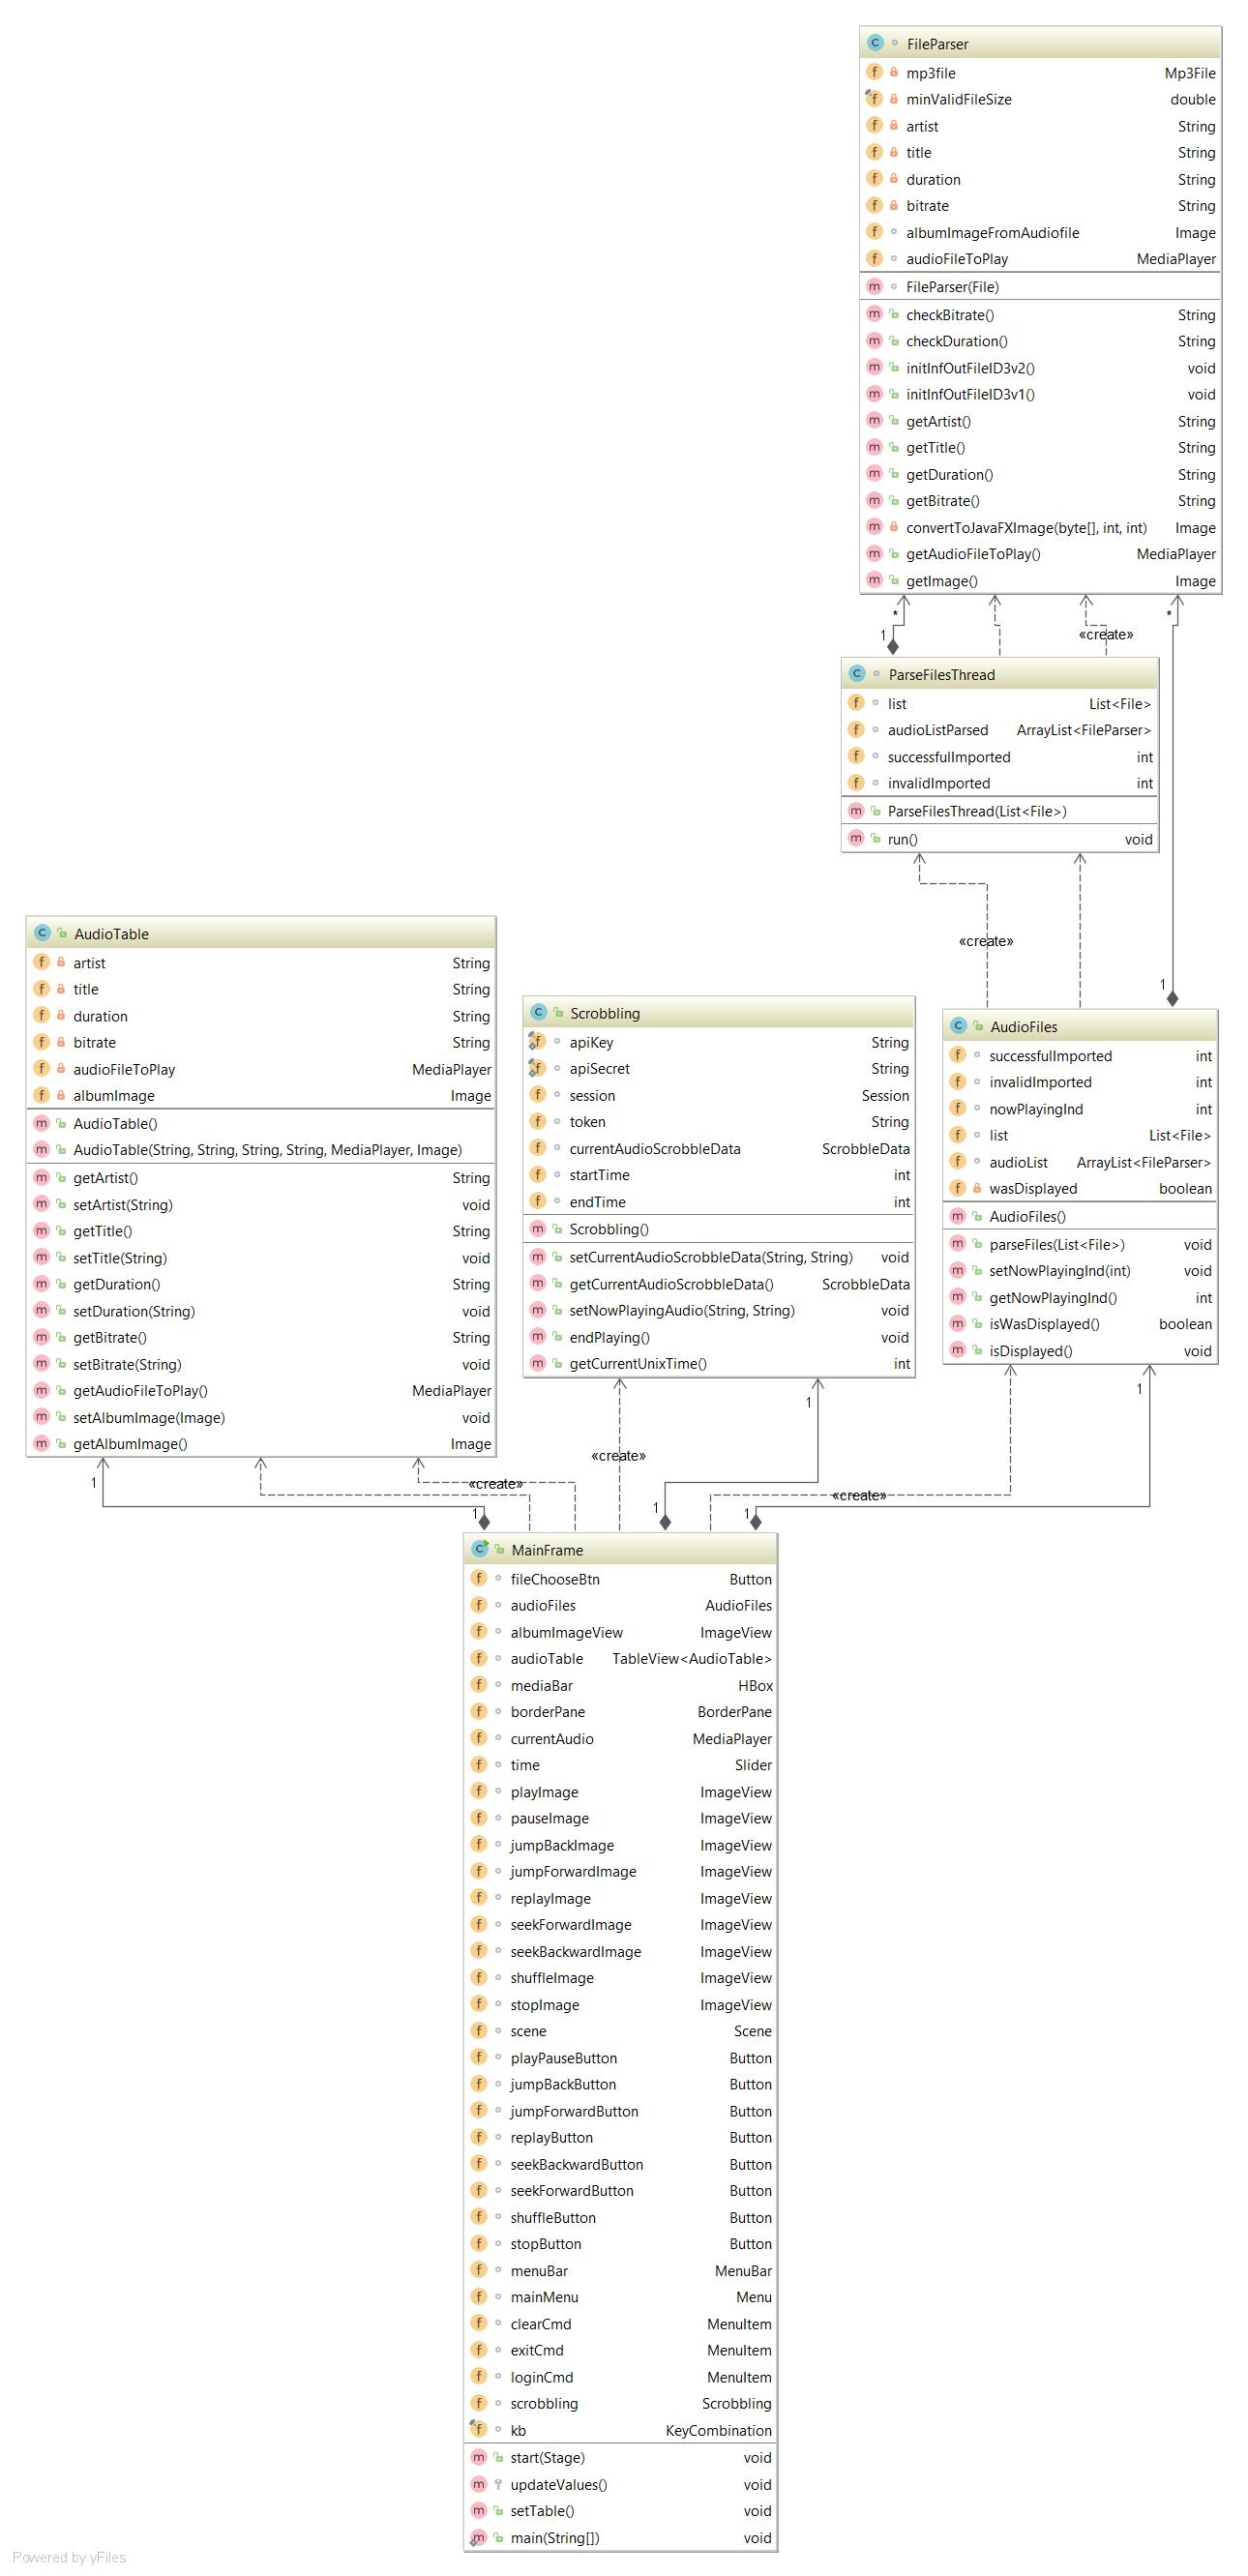 FileParser
mp3file Mp3File
minValidFileSize double
artist String
title String
duration String
bitrate String
albumImageFromAudiofile Image
audioFileToPlay MediaPlayer
FileParser(File)
checkBitrate() String
checkDuration() String
initInfOutFileID3v2() void
initInfOutFileID3v1() void
getArtist() String
getTitle() String
getDuration() String
getBitrate() String
convertToJavaFXImage(byte[], int, int) Image
getAudioFileToPlay() MediaPlayer
getImage() Image
* *
1 «create»
ParseFilesThread
list List<File>
audioListParsed ArrayList<FileParser>
successfulImported int
invalidImported int
ParseFilesThread(List<File>)
run() void
«create»
1
AudioTable
artist String
title String
duration String
bitrate String
audioFileToPlay MediaPlayer
albumImage Image
AudioTable()
AudioTable(String, String, String, String, MediaPlayer, Image)
getArtist() String
setArtist(String) void
getTitle() String
setTitle(String) void
getDuration() String
setDuration(String) void
getBitrate() String
setBitrate(String) void
getAudioFileToPlay() MediaPlayer
setAlbumImage(Image) void
getAlbumImage() Image
Scrobbling
apiKey String
apiSecret String
session Session
token String
currentAudioScrobbleData ScrobbleData
startTime int
endTime int
Scrobbling()
setCurrentAudioScrobbleData(String, String) void
getCurrentAudioScrobbleData() ScrobbleData
setNowPlayingAudio(String, String) void
endPlaying() void
getCurrentUnixTime() int
AudioFiles
successfulImported int
invalidImported int
nowPlayingInd int
list List<File>
audioList ArrayList<FileParser>
wasDisplayed boolean
AudioFiles()
parseFiles(List<File>) void
setNowPlayingInd(int) void
getNowPlayingInd() int
isWasDisplayed() boolean
isDisplayed() void
1 1
«create»
1 «create» «create»
1 1 1
MainFrame
fileChooseBtn Button
audioFiles AudioFiles
albumImageView ImageView
audioTable TableView<AudioTable>
mediaBar HBox
borderPane BorderPane
currentAudio MediaPlayer
time Slider
playImage ImageView
pauseImage ImageView
jumpBackImage ImageView
jumpForwardImage ImageView
replayImage ImageView
seekForwardImage ImageView
seekBackwardImage ImageView
shuffleImage ImageView
stopImage ImageView
scene Scene
playPauseButton Button
jumpBackButton Button
jumpForwardButton Button
replayButton Button
seekBackwardButton Button
seekForwardButton Button
shuffleButton Button
stopButton Button
menuBar MenuBar
mainMenu Menu
clearCmd MenuItem
exitCmd MenuItem
loginCmd MenuItem
scrobbling Scrobbling
kb KeyCombination
start(Stage) void
updateValues() void
setTable() void
main(String[]) void
Powered by yFiles